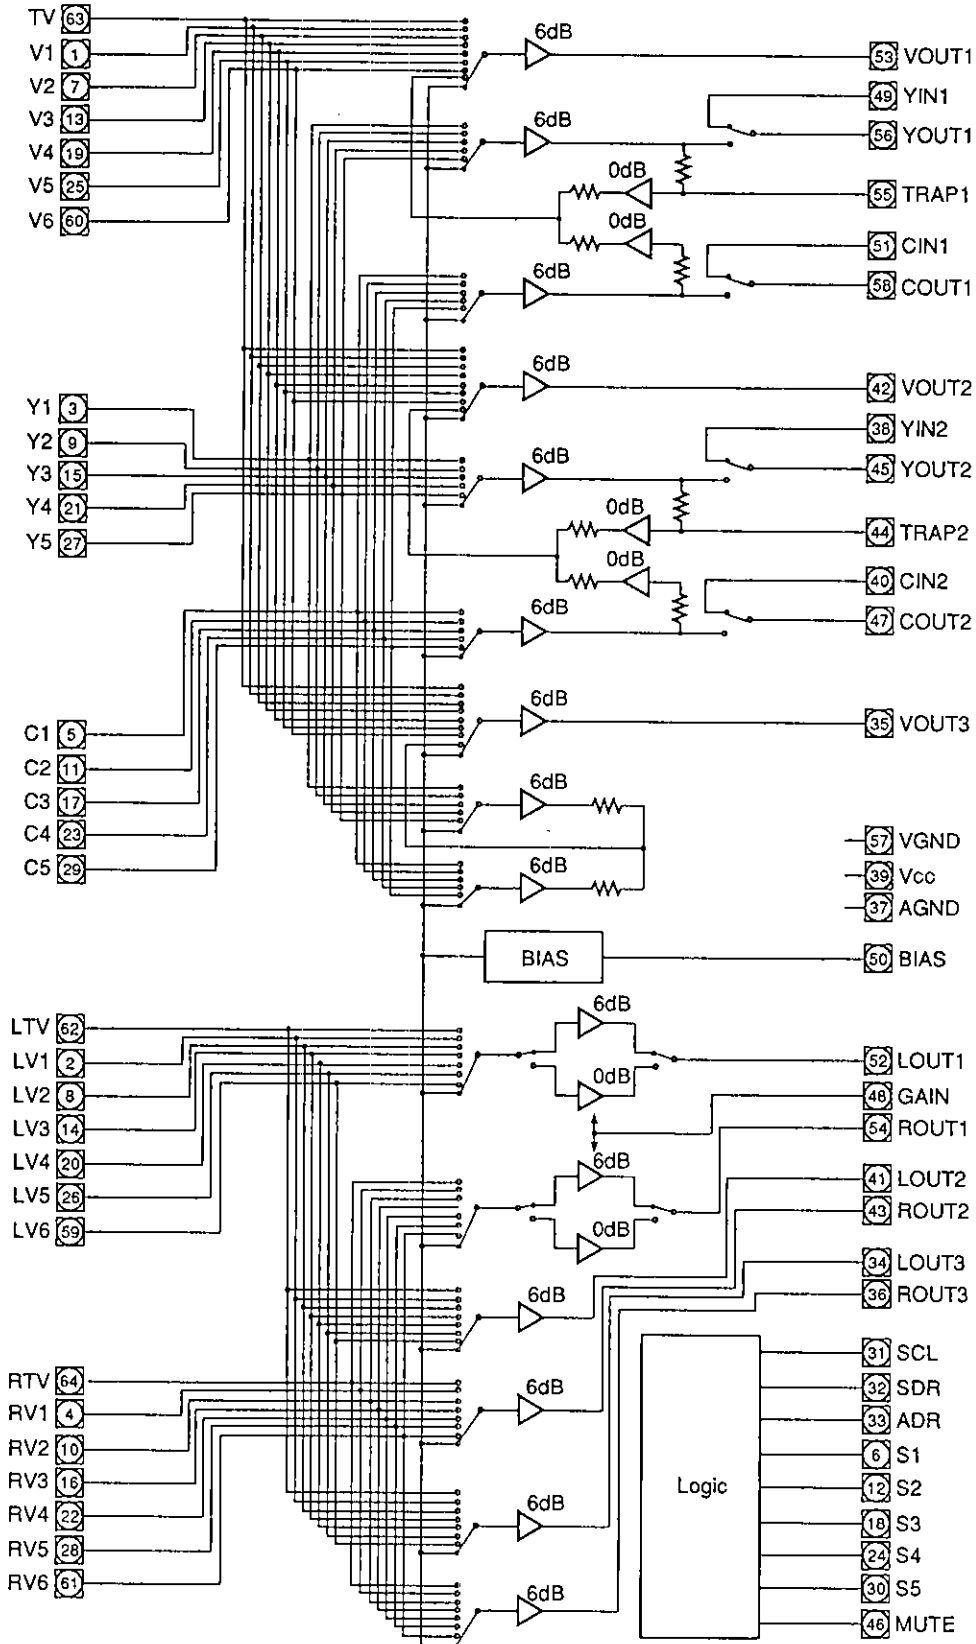 TV 63
V1 1
V2 7
V3 13
V4 19
V5 25
V6 60
Y1 3
Y2 9
Y3 15
Y4 21
Y5 27
C1 5
C2 11
C3 17
C4 23
C5 29
LTV 62
LV1 2
LV2 8
LV3 14
LV4 20
LV5 26
LV6 59
RTV 64
RV1 4
RV2 10
RV3 16
RV4 22
RV5 28
RV6 61
6dB
6dB
0dB
0dB
6dB
6dB
6dB
0dB
0dB
6dB
6dB
6dB
6dB
BIAS
6dB
0dB
6dB
0dB
6dB
6dB
6dB
6dB
Logic
53 VOUT1
49 YIN1
56 YOUT1
55 TRAP1
51 CIN1
58 COUT1
42 VOUT2
38 YIN2
45 YOUT2
44 TRAP2
40 CIN2
47 COUT2
35 VOUT3
57 VGND
39 Vcc
37 AGND
50 BIAS
52 LOUT1
48 GAIN
54 ROUT1
41 LOUT2
43 ROUT2
34 LOUT3
36 ROUT3
31 SCL
32 SDR
33 ADR
6 S1
12 S2
18 S3
24 S4
30 S5
46 MUTE